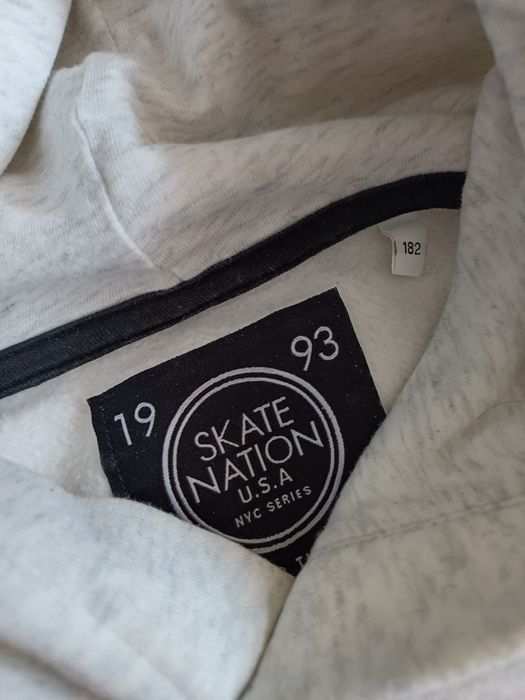 182
19 93
SKATE
NATION
U.S.A
NYC SERIES